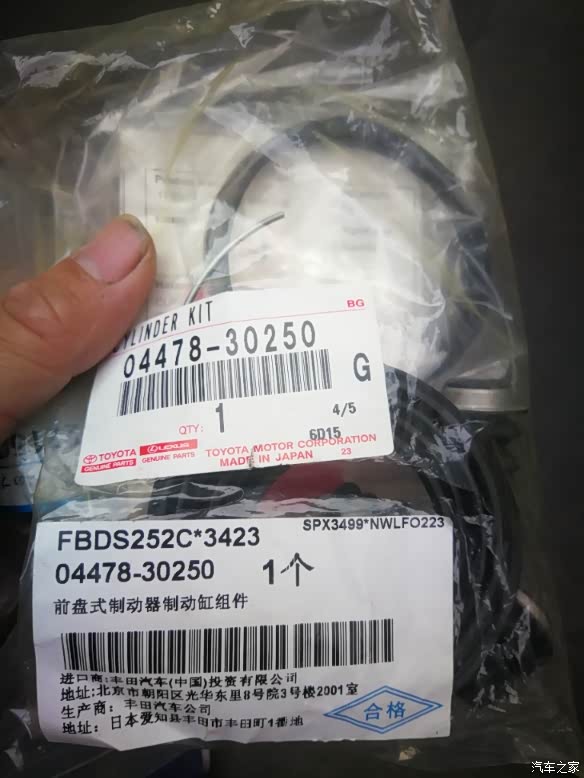 BG
CYLINDER KIT
04478-30250
G
QTY: 1
4/5
6D15
TOYOTA GENUINE PARTS
LEXUS GENUINE PARTS
TOYOTA MOTOR CORPORATION
MADE IN JAPAN 23
SPX3499*NWLFO223
FBDS252C*3423
04478-30250 1个
前盘式制动器制动缸组件
进口商:丰田汽车(中国)投资有限公司
地址:北京市朝阳区光华东里8号院3号楼2001室
生产商: 丰田汽车公司
地址: 日本爱知县丰田市丰田町1番地
合格
汽车之家